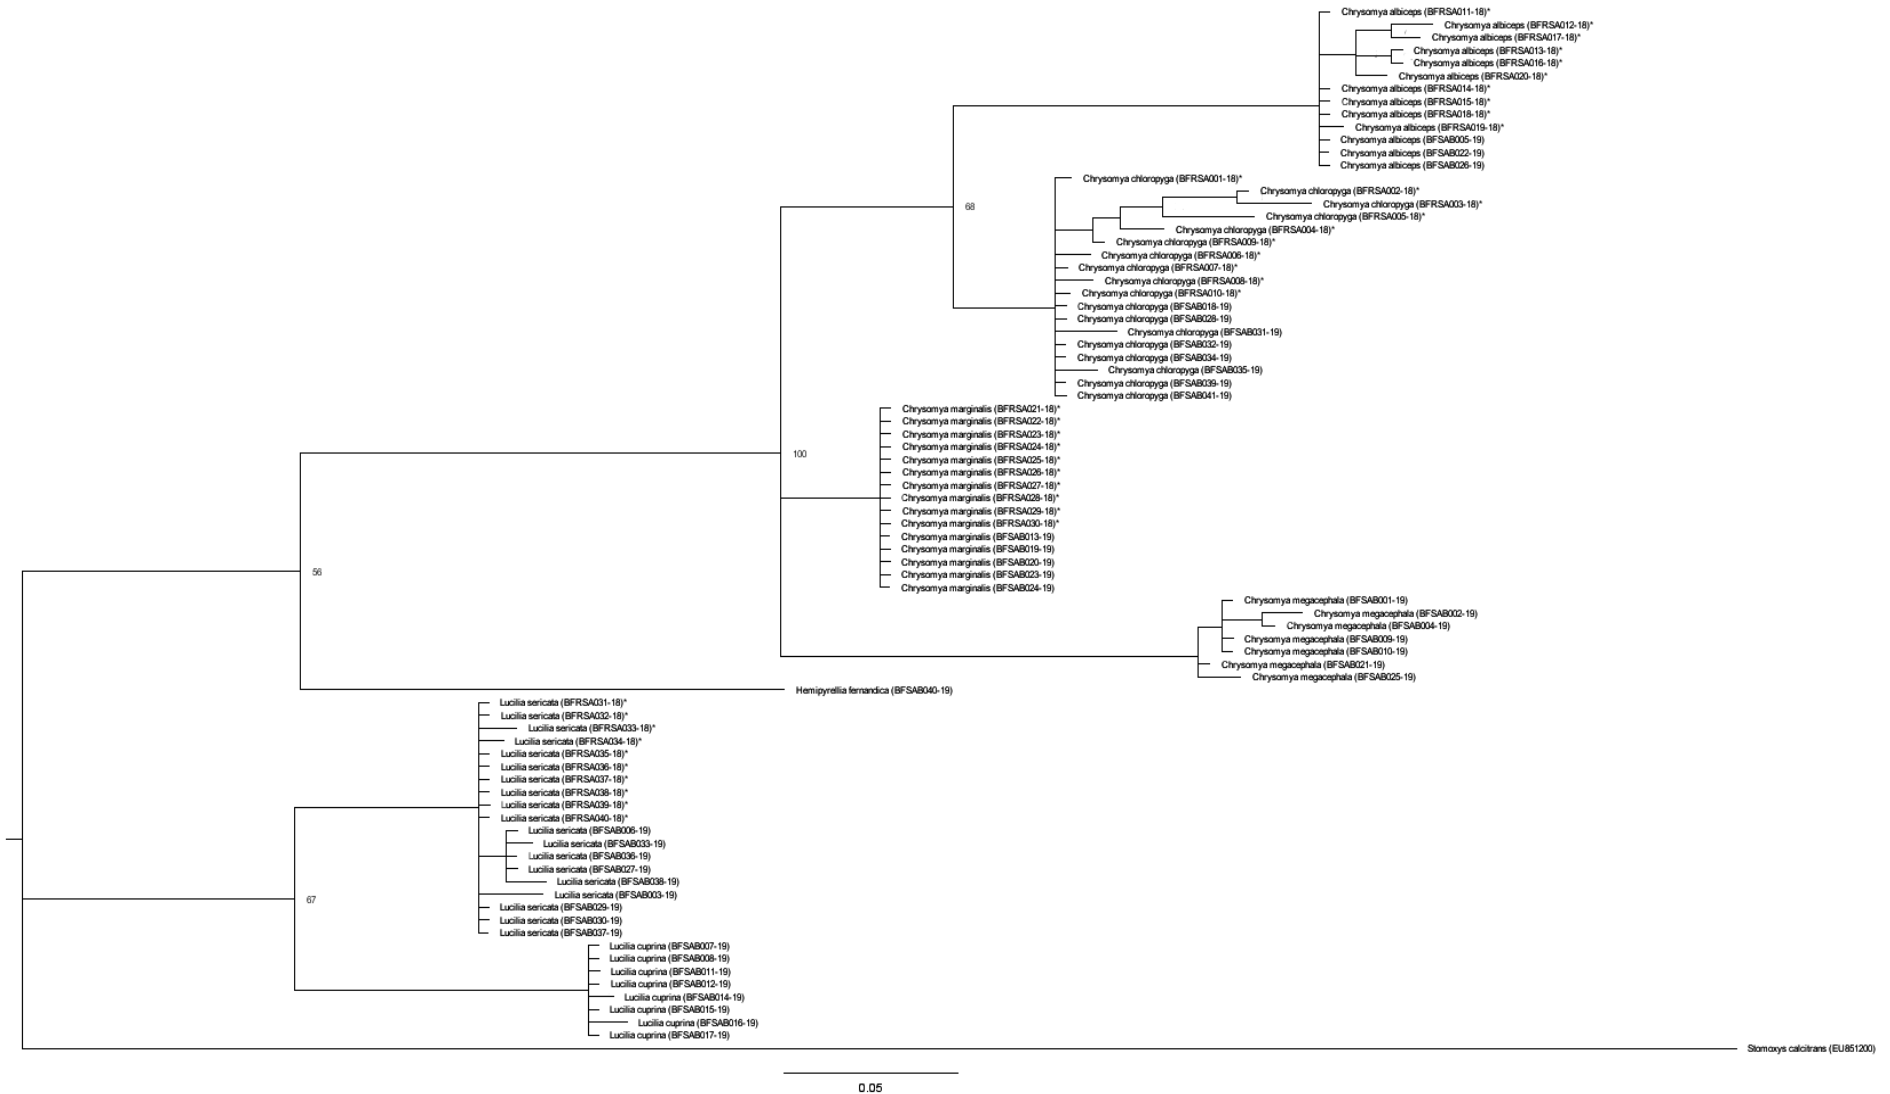 Chrysomya albiceps (BFRSA011-18)*
Chrysomya albiceps (BFRSA012-18)*
Chrysomya albiceps (BFRSA017-18)*
Chrysomya albiceps (BFRSA013-18)*
Chrysomya albiceps (BFRSA016-18)*
Chrysomya albiceps (BFRSA020-18)*
Chrysomya albiceps (BFRSA014-18)*
Chrysomya albiceps (BFRSA015-18)*
Chrysomya albiceps (BFRSA018-18)*
Chrysomya albiceps (BFRSA019-18)*
Chrysomya albiceps (BFSAB005-19)
Chrysomya albiceps (BFSAB022-19)
Chrysomya albiceps (BFSAB026-19)
Chrysomya chloropyga (BFRSA001-18)*
Chrysomya chloropyga (BFRSA002-18)*
Chrysomya chloropyga (BFRSA003-18)*
68
Chrysomya chloropyga (BFRSA005-18)*
Chrysomya chloropyga (BFRSA004-18)*
Chrysomya chloropyga (BFRSA009-18)*
Chrysomya chloropyga (BFRSA006-18)*
Chrysomya chloropyga (BFRSA007-18)*
Chrysomya chloropyga (BFRSA008-18)*
Chrysomya chloropyga (BFRSA010-18)*
Chrysomya chloropyga (BFSAB018-19)
Chrysomya chloropyga (BFSAB028-19)
Chrysomya chloropyga (BFSAB031-19)
Chrysomya chloropyga (BFSAB032-19)
Chrysomya chloropyga (BFSAB034-19)
Chrysomya chloropyga (BFSAB035-19)
Chrysomya chloropyga (BFSAB039-19)
Chrysomya chloropyga (BFSAB041-19)
Chrysomya marginalis (BFRSA021-18)*
Chrysomya marginalis (BFRSA022-18)*
Chrysomya marginalis (BFRSA023-18)*
Chrysomya marginalis (BFRSA024-18)*
100
Chrysomya marginalis (BFRSA025-18)*
Chrysomya marginalis (BFRSA026-18)*
Chrysomya marginalis (BFRSA027-18)*
Chrysomya marginalis (BFRSA028-18)*
Chrysomya marginalis (BFRSA029-18)*
Chrysomya marginalis (BFRSA030-18)*
Chrysomya marginalis (BFSAB013-19)
Chrysomya marginalis (BFSAB019-19)
Chrysomya marginalis (BFSAB020-19)
56
Chrysomya marginalis (BFSAB023-19)
Chrysomya marginalis (BFSAB024-19)
Chrysomya megacephala (BFSAB001-19)
Chrysomya megacephala (BFSAB002-19)
Chrysomya megacephala (BFSAB004-19)
Chrysomya megacephala (BFSAB009-19)
Chrysomya megacephala (BFSAB010-19)
Chrysomya megacephala (BFSAB021-19)
Chrysomya megacephala (BFSAB025-19)
Hemipyrellia fernandica (BFSAB040-19)
Lucilia sericata (BFRSA031-18)*
Lucilia sericata (BFRSA032-18)*
Lucilia sericata (BFRSA033-18)*
Lucilia sericata (BFRSA034-18)*
Lucilia sericata (BFRSA035-18)*
Lucilia sericata (BFRSA036-18)*
Lucilia sericata (BFRSA037-18)*
Lucilia sericata (BFRSA038-18)*
Lucilia sericata (BFRSA039-18)*
Lucilia sericata (BFRSA040-18)*
Lucilia sericata (BFSAB006-19)
Lucilia sericata (BFSAB033-19)
Lucilia sericata (BFSAB036-19)
Lucilia sericata (BFSAB027-19)
Lucilia sericata (BFSAB038-19)
Lucilia sericata (BFSAB003-19)
67
Lucilia sericata (BFSAB029-19)
Lucilia sericata (BFSAB030-19)
Lucilia sericata (BFSAB037-19)
Lucilia cuprina (BFSAB007-19)
Lucilia cuprina (BFSAB008-19)
Lucilia cuprina (BFSAB011-19)
Lucilia cuprina (BFSAB012-19)
Lucilia cuprina (BFSAB014-19)
Lucilia cuprina (BFSAB015-19)
Lucilia cuprina (BFSAB016-19)
Lucilia cuprina (BFSAB017-19)
Stomoxys calcitrans (EU851200)
0.05